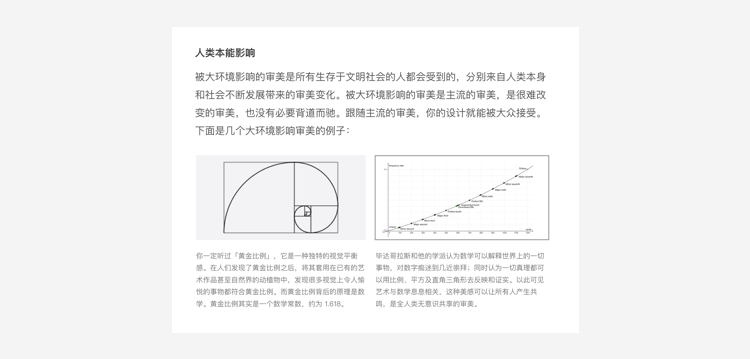 人类本能影响
被大环境影响的审美是所有生存于文明社会的人都会受到的，分别来自人类本身
和社会不断发展带来的审美变化。被大环境影响的审美是主流的审美，是很难改
变的审美，也没有必要背道而驰。跟随主流的审美，你的设计就能被大众接受。
下面是几个大环境影响审美的例子：
你一定听过「黄金比例」，它是一种独特的视觉平衡
感。在人们发现了黄金比例之后，将其套用在已有的艺
术作品甚至自然界的动植物中，发现很多视觉上令人愉
悦的事物都符合黄金比例。而黄金比例背后的原理是数
学。黄金比例其实是一个数学常数，约为 1.618。
毕达哥拉斯和他的学派认为数学可以解释世界上的一切
事物，对数字痴迷到几近崇拜；同时认为一切真理都可
以用比例、平方及直角三角形去反映和证实。以此可见
艺术与数学息息相关，这种美感可以让所有人产生共
鸣，是全人类无意识共享的审美。